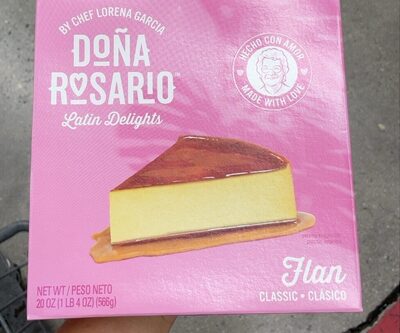 BY CHEF LORENA GARCIA
DOÑA
ROSARIO
Latin Delights
HECHO CON AMOR
MADE WITH LOVE
Flan
CLASSIC • CLÁSICO
NET WT / PESO NETO
20 OZ (1 LB 4 OZ) (566g)